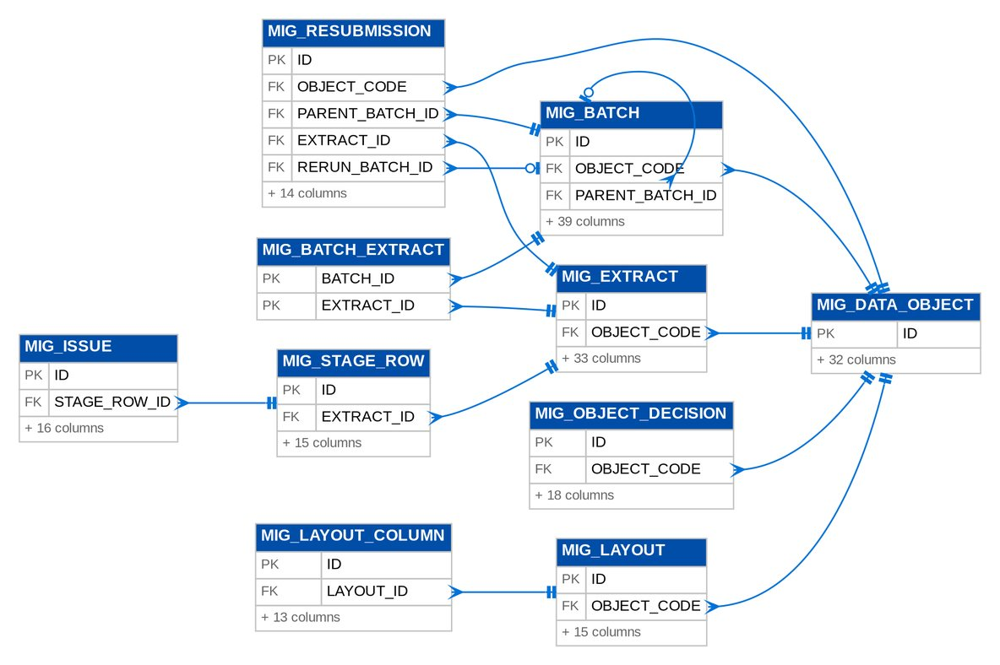 MIG_RESUBMISSION
PK ID
FK OBJECT_CODE
FK PARENT_BATCH_ID
FK EXTRACT_ID
FK RERUN_BATCH_ID
+ 14 columns
MIG_BATCH
PK ID
FK OBJECT_CODE
FK PARENT_BATCH_ID
+ 39 columns
MIG_BATCH_EXTRACT
PK BATCH_ID
PK EXTRACT_ID
MIG_EXTRACT
PK ID
FK OBJECT_CODE
+ 33 columns
MIG_DATA_OBJECT
PK ID
+ 32 columns
MIG_ISSUE
PK ID
FK STAGE_ROW_ID
+ 16 columns
MIG_STAGE_ROW
PK ID
FK EXTRACT_ID
+ 15 columns
MIG_OBJECT_DECISION
PK ID
FK OBJECT_CODE
+ 18 columns
MIG_LAYOUT_COLUMN
PK ID
FK LAYOUT_ID
+ 13 columns
MIG_LAYOUT
PK ID
FK OBJECT_CODE
+ 15 columns